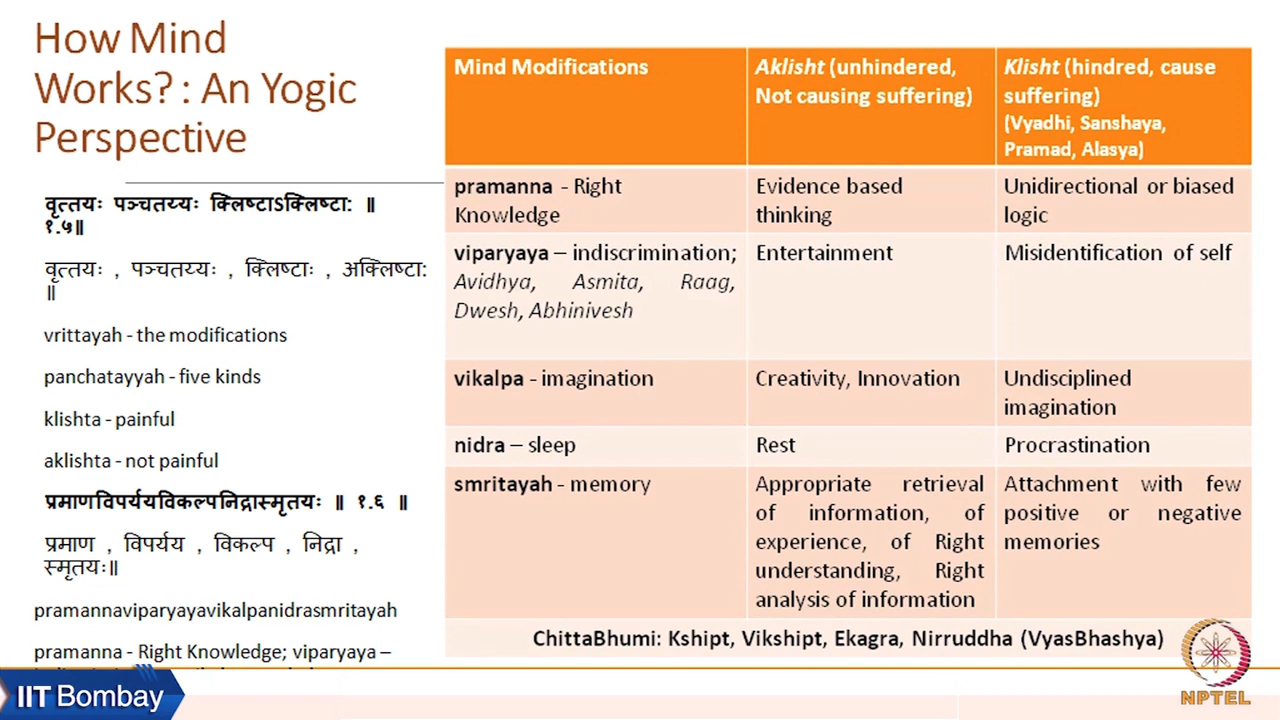 How Mind
Works? : An Yogic
Perspective
वृत्तयः पञ्चतय्यः क्लिष्टाऽक्लिष्टाः ॥
१.५॥
वृत्तयः , पञ्चतय्यः , क्लिष्टाः , अक्लिष्टाः
॥
vrittayah - the modifications
panchatayyah - five kinds
klishta - painful
aklishta - not painful
प्रमाणविपर्ययविकल्पनिद्रास्मृतयः ॥ १.६ ॥
प्रमाण , विपर्यय , विकल्प , निद्रा ,
स्मृतयः॥
pramannaviparyayavikalpanidrasmritayah
pramanna - Right Knowledge; viparyaya –
Mind Modifications
Aklisht (unhindered,
Not causing suffering)
Klisht (hindred, cause
suffering)
(Vyadhi, Sanshaya,
Pramad, Alasya)
pramanna - Right
Knowledge
Evidence based
thinking
Unidirectional or biased
logic
viparyaya – indiscrimination;
Avidhya, Asmita, Raag,
Dwesh, Abhinivesh
Entertainment
Misidentification of self
vikalpa - imagination
Creativity, Innovation
Undisciplined
imagination
nidra – sleep
Rest
Procrastination
smritayah - memory
Appropriate retrieval
of information, of
experience, of Right
understanding, Right
analysis of information
Attachment with few
positive or negative
memories
ChittaBhumi: Kshipt, Vikshipt, Ekagra, Nirruddha (VyasBhashya)
IIT Bombay
NPTEL